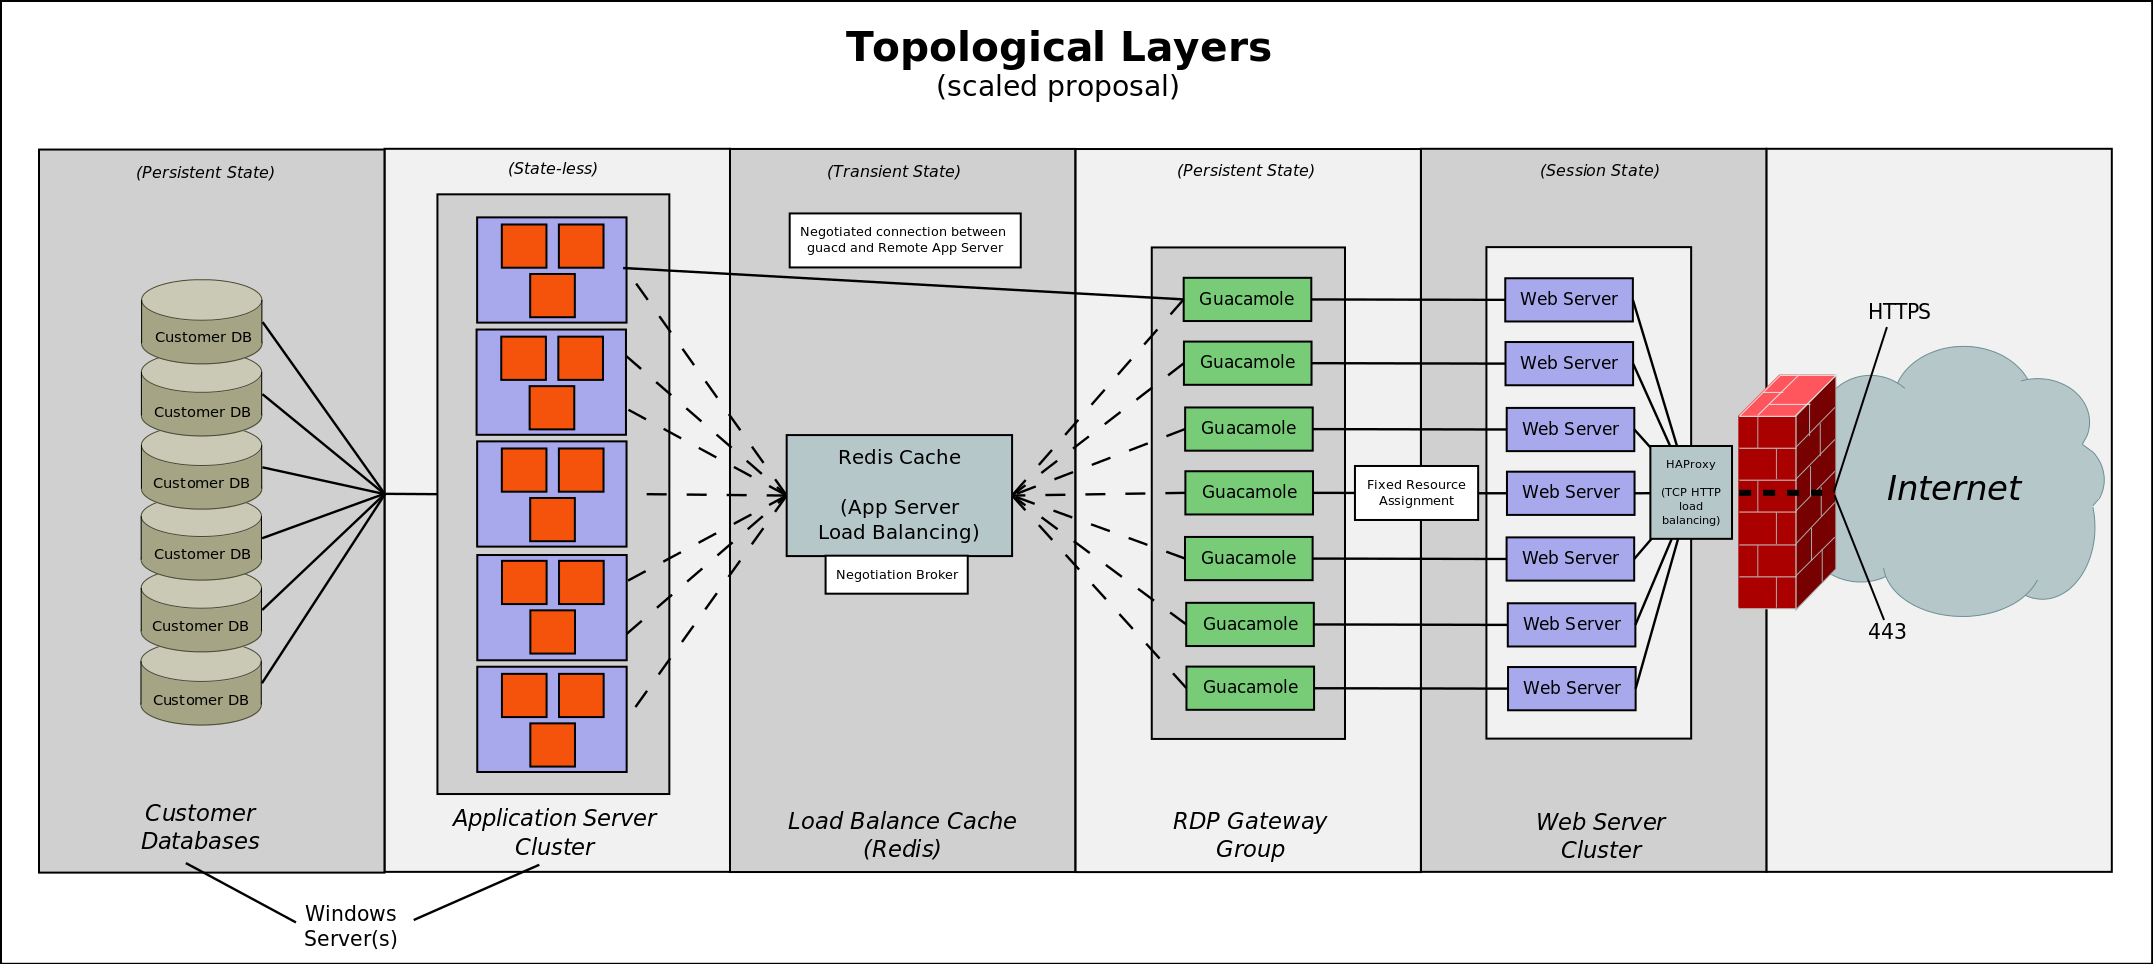 Topological Layers
(scaled proposal)
(Persistent State)
(State-less)
(Transient State)
(Persistent State)
(Session State)
Customer DB
Customer DB
Customer DB
Customer DB
Customer DB
Customer DB
Negotiated connection between
guacd and Remote App Server
Redis Cache
(App Server
Load Balancing)
Negotiation Broker
Guacamole
Guacamole
Guacamole
Guacamole
Guacamole
Guacamole
Guacamole
Fixed Resource
Assignment
Web Server
Web Server
Web Server
Web Server
Web Server
Web Server
Web Server
HAProxy
(TCP HTTP
load
balancing)
HTTPS
Internet
443
Customer
Databases
Application Server
Cluster
Load Balance Cache
(Redis)
RDP Gateway
Group
Web Server
Cluster
Windows
Server(s)